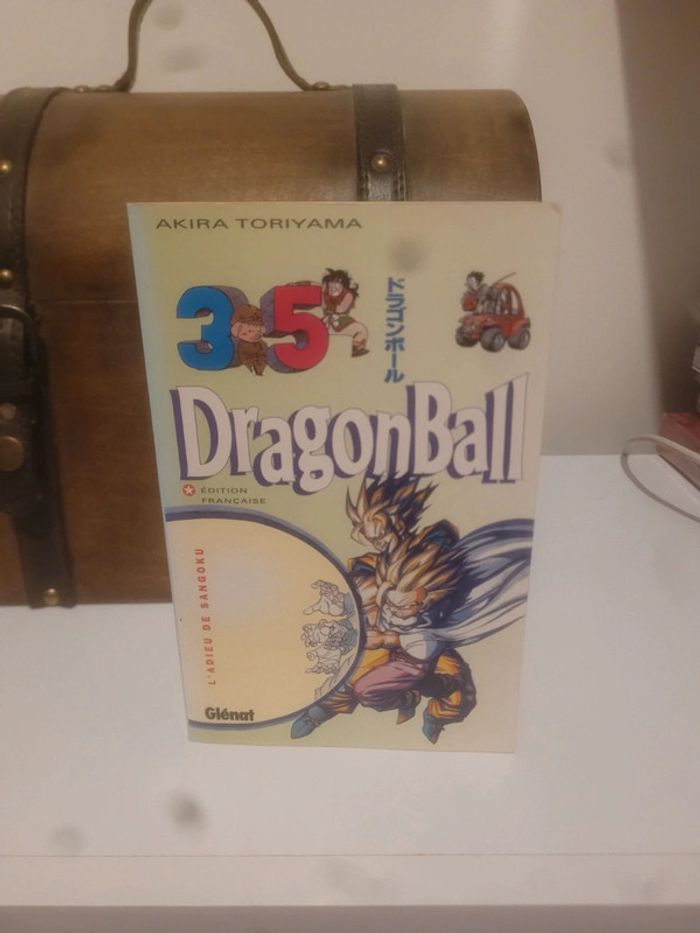 AKIRA TORIYAMA
35
ドラゴンボール
DragonBall
ÉDITION
FRANÇAISE
L'ADIEU DE SANGOKU
Glénat